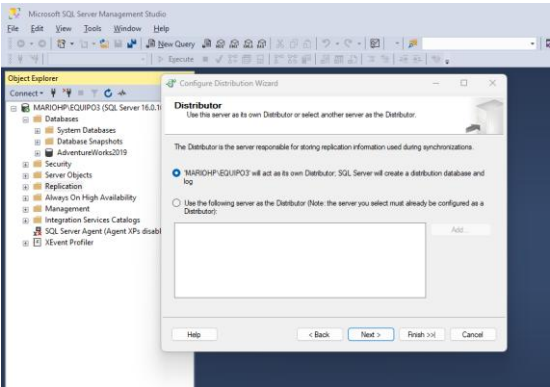 Microsoft SQL Server Management Studio
File Edit View Tools Window Help
New Query
Execute
Object Explorer
Connect
MARIOHP\EQUIPO3 (SQL Server 16.0.1
Databases
System Databases
Database Snapshots
AdventureWorks2019
Security
Server Objects
Replication
Always On High Availability
Management
Integration Services Catalogs
SQL Server Agent (Agent XPs disabl
XEvent Profiler
Configure Distribution Wizard
Distributor
Use this server as its own Distributor or select another server as the Distributor.
The Distributor is the server responsible for storing replication information used during synchronizations.
'MARIOHP\EQUIPO3' will act as its own Distributor; SQL Server will create a distribution database and
log
Use the following server as the Distributor (Note: the server you select must already be configured as a
Distributor):
Add...
Help < Back Next > Finish >>| Cancel